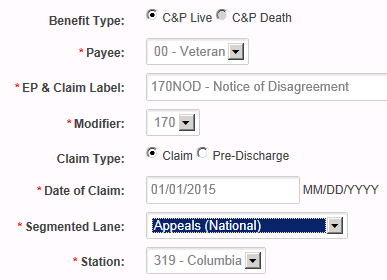 Benefit Type: C&P Live C&P Death
* Payee: 00 - Veteran
* EP & Claim Label: 170NOD - Notice of Disagreement
* Modifier: 170
Claim Type: Claim Pre-Discharge
* Date of Claim: 01/01/2015 MM/DD/YYYY
* Segmented Lane: Appeals (National)
* Station: 319 - Columbia